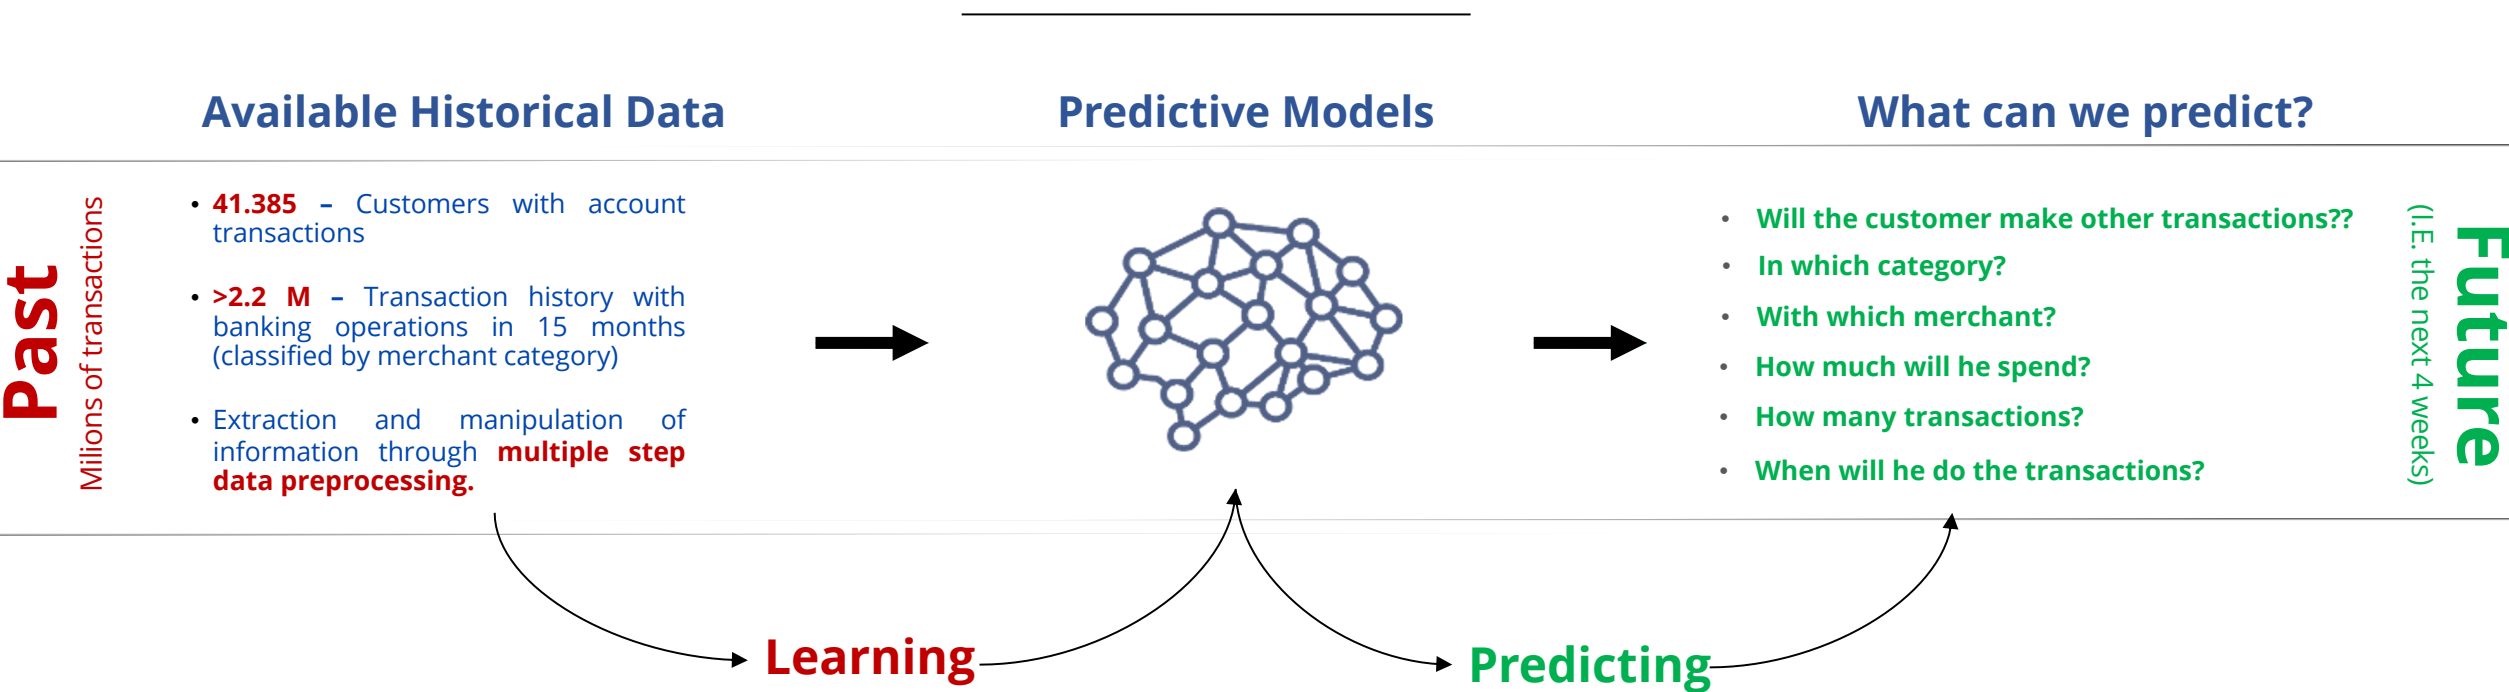 Available Historical Data
Predictive Models
What can we predict?
Past
Milions of transactions
• 41.385 – Customers with account
transactions
• >2.2 M – Transaction history with
banking operations in 15 months
(classified by merchant category)
• Extraction and manipulation of
information through multiple step
data preprocessing.
• Will the customer make other transactions??
• In which category?
• With which merchant?
• How much will he spend?
• How many transactions?
• When will he do the transactions?
(I.E. the next 4 weeks)
Future
Learning
Predicting